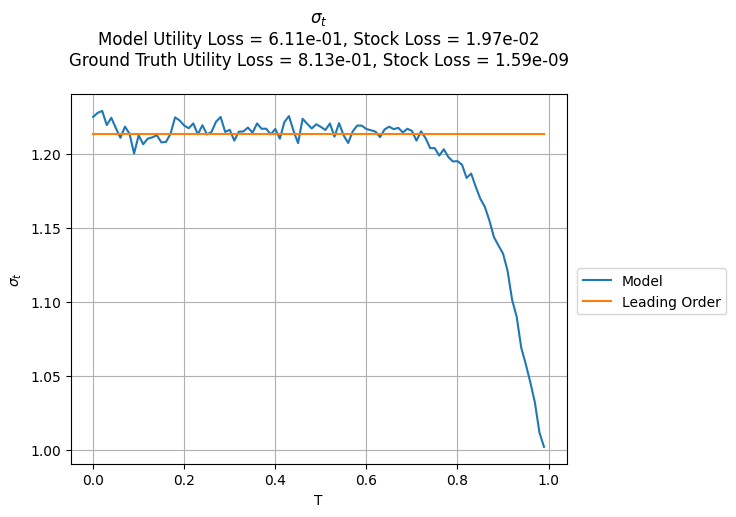 σt
Model Utility Loss = 6.11e-01, Stock Loss = 1.97e-02
Ground Truth Utility Loss = 8.13e-01, Stock Loss = 1.59e-09
σt
1.20
1.15
1.10
1.05
1.00
0.0 0.2 0.4 0.6 0.8 1.0
T
Model
Leading Order